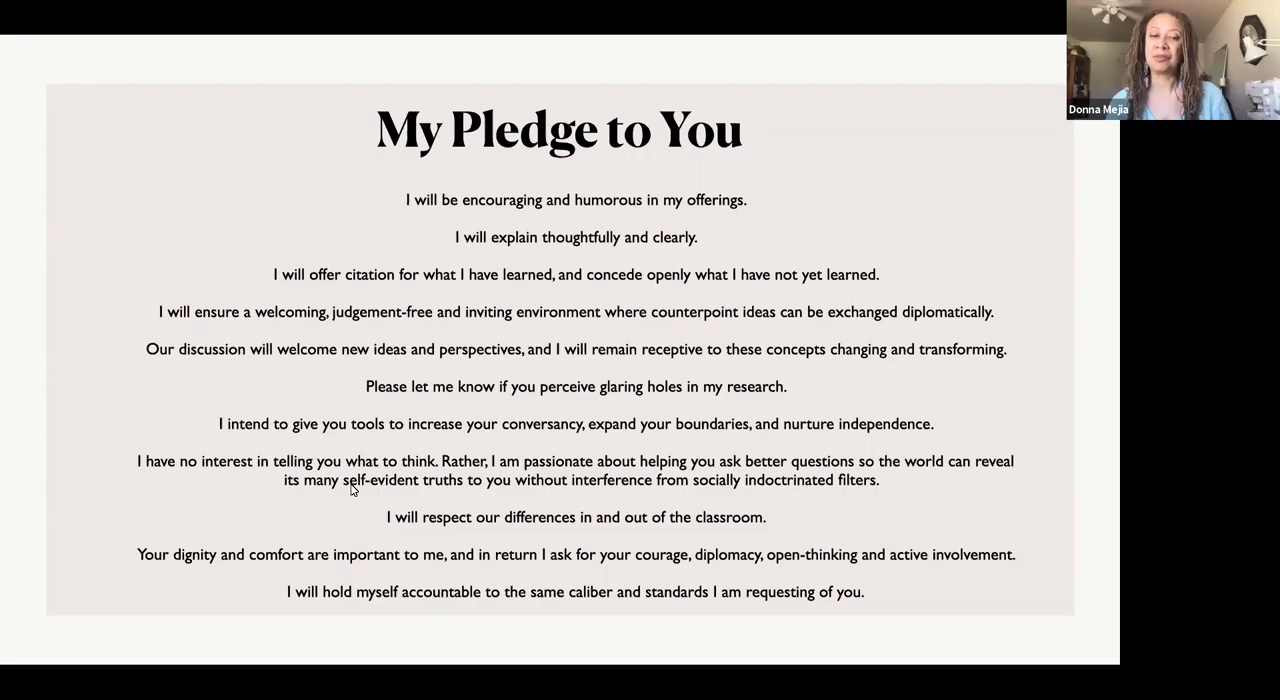 My Pledge to You
I will be encouraging and humorous in my offerings.
I will explain thoughtfully and clearly.
I will offer citation for what I have learned, and concede openly what I have not yet learned.
I will ensure a welcoming, judgement-free and inviting environment where counterpoint ideas can be exchanged diplomatically.
Our discussion will welcome new ideas and perspectives, and I will remain receptive to these concepts changing and transforming.
Please let me know if you perceive glaring holes in my research.
I intend to give you tools to increase your conversancy, expand your boundaries, and nurture independence.
I have no interest in telling you what to think. Rather, I am passionate about helping you ask better questions so the world can reveal
its many self-evident truths to you without interference from socially indoctrinated filters.
I will respect our differences in and out of the classroom.
Your dignity and comfort are important to me, and in return I ask for your courage, diplomacy, open-thinking and active involvement.
I will hold myself accountable to the same caliber and standards I am requesting of you.
Donna Mejia